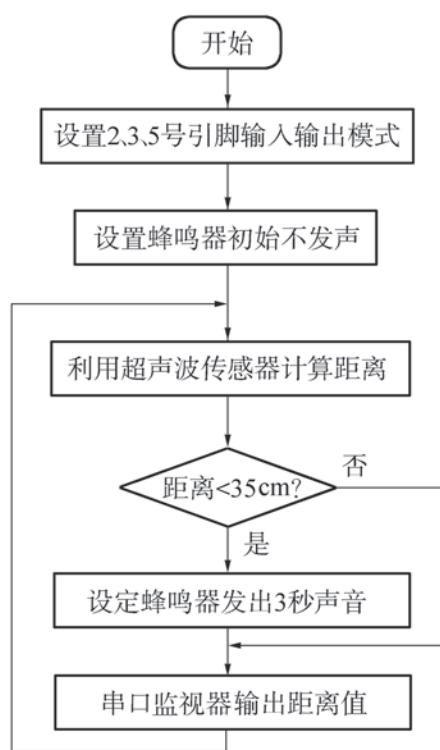 开始
设置2、3、5号引脚输入输出模式
设置蜂鸣器初始不发声
利用超声波传感器计算距离
距离<35cm?
否
是
设定蜂鸣器发出3秒声音
串口监视器输出距离值